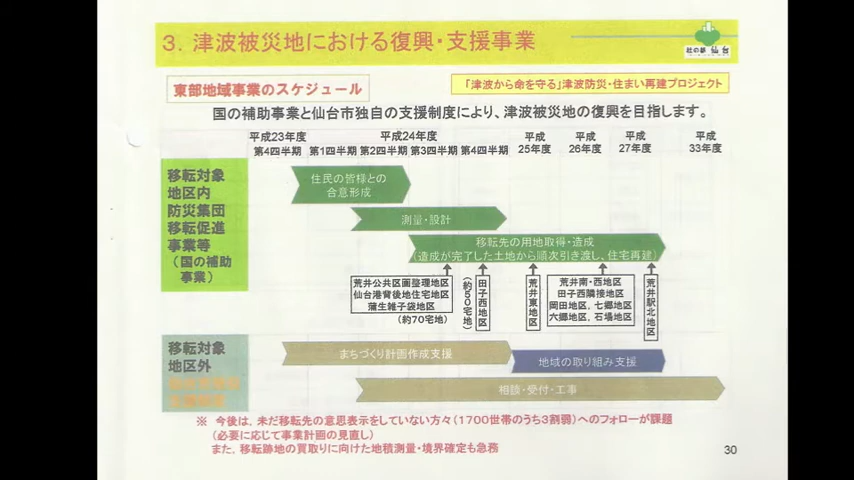 3. 津波被災地における復興・支援事業
杜の都 仙台
東部地域事業のスケジュール
「津波から命を守る」津波防災・住まい再建プロジェクト
国の補助事業と仙台市独自の支援制度により、津波被災地の復興を目指します。
平成23年度 平成24年度 平成 平成 平成 平成
第4四半期 第1四半期 第2四半期 第3四半期 第4四半期 25年度 26年度 27年度 33年度
移転対象
地区内
防災集団
移転促進
事業等
(国の補助
事業)
住民の皆様との
合意形成
測量・設計
移転先の用地取得・造成
(造成が完了した土地から順次引き渡し、住宅再建)
荒井公共区画整理地区
仙台港背後地住宅地区
蒲生雑子袋地区
(約70宅地)
田子西地区
(約50宅地)
荒井東地区
荒井南・西地区
田子西隣接地区
岡田地区、七郷地区
六郷地区、石場地区
荒井駅北地区
移転対象
地区外
まちづくり計画作成支援
地域の取り組み支援
相談・受付・工事
※ 今後は、未だ移転先の意思表示をしていない方々(1700世帯のうち3割弱)へのフォローが課題
(必要に応じて事業計画の見直し)
また、移転跡地の買取りに向けた地積測量・境界確定も急務
30